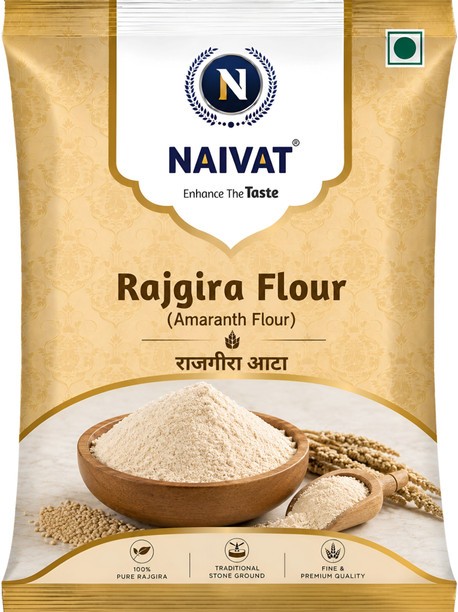 N
NAIVAT®
Enhance The Taste
Rajgira Flour
(Amaranth Flour)
राजगीरा आटा
100%
PURE RAJGIRA
TRADITIONAL
STONE GROUND
FINE &
PREMIUM QUALITY